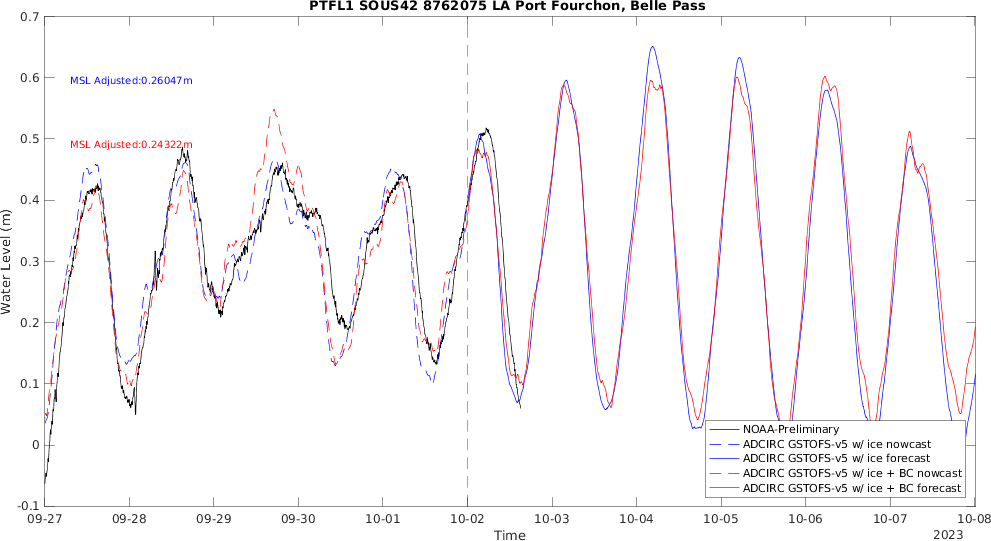 PTFL1 SOUS42 8762075 LA Port Fourchon, Belle Pass
0.7
0.6
0.5
0.4
0.3
0.2
0.1
0
-0.1
Water Level (m)
MSL Adjusted:0.26047m
MSL Adjusted:0.24322m
NOAA-Preliminary
ADCIRC GSTOFS-v5 w/ ice nowcast
ADCIRC GSTOFS-v5 w/ ice forecast
ADCIRC GSTOFS-v5 w/ ice + BC nowcast
ADCIRC GSTOFS-v5 w/ ice + BC forecast
09-27 09-28 09-29 09-30 10-01 10-02 10-03 10-04 10-05 10-06 10-07 10-08
Time
2023